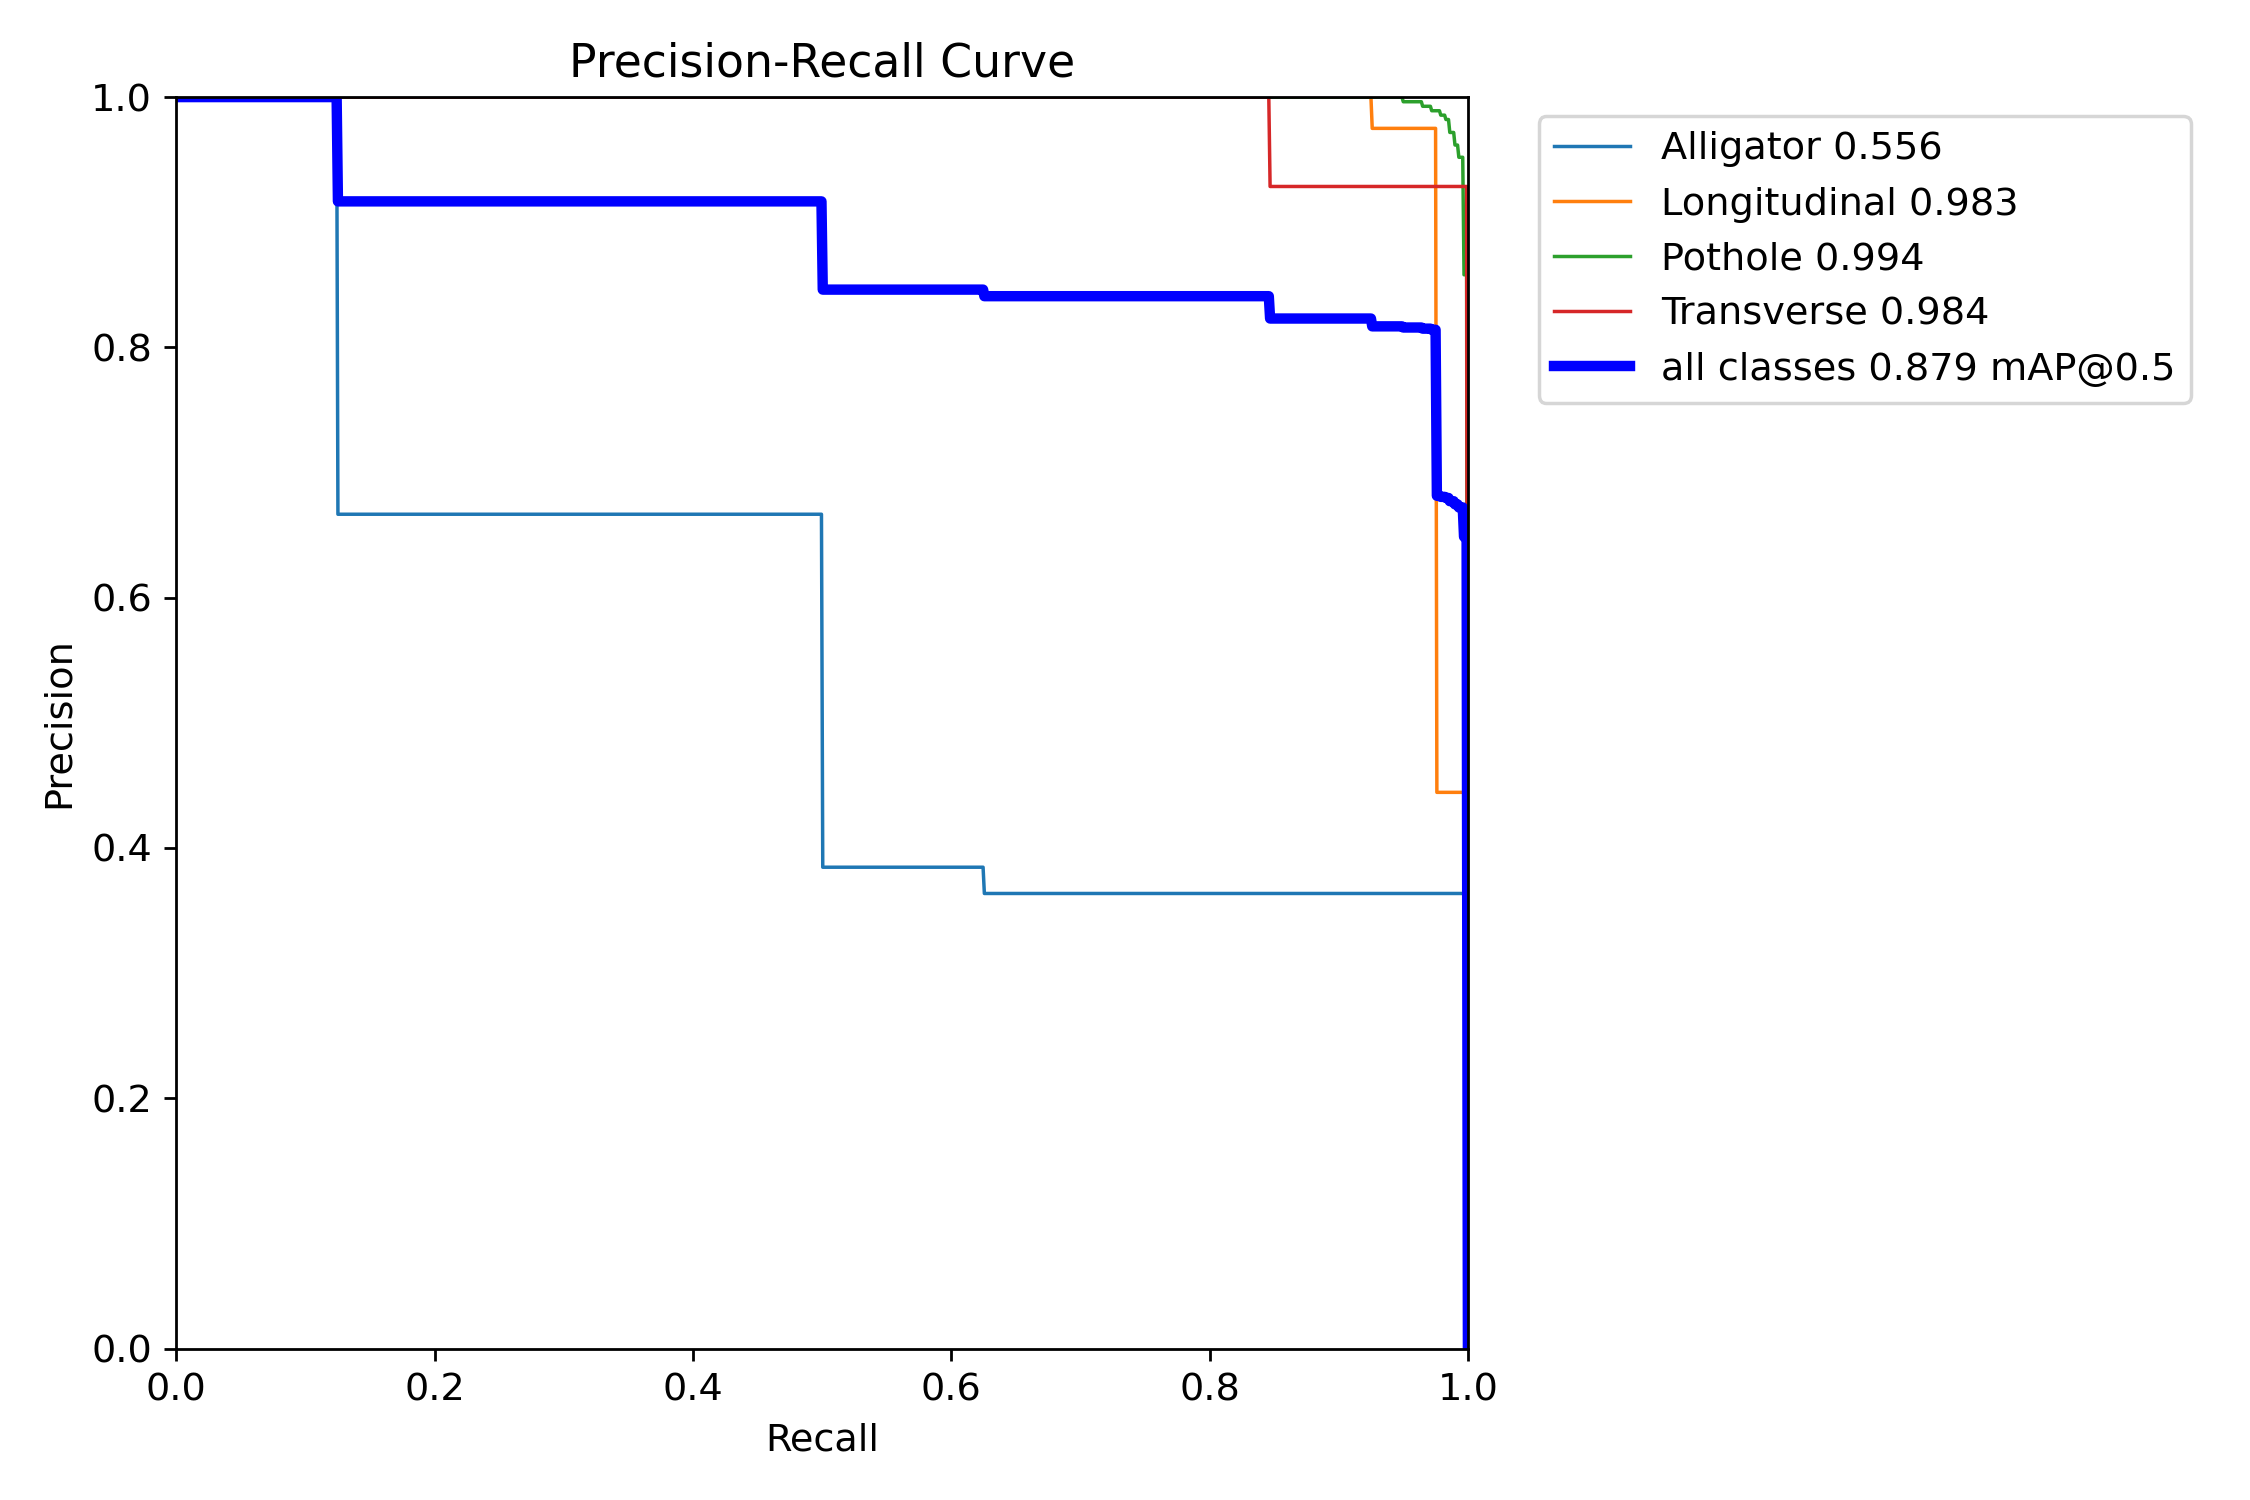 Precision-Recall Curve
1.0
0.8
0.6
0.4
0.2
0.0
Precision
0.0 0.2 0.4 0.6 0.8 1.0
Recall
Alligator 0.556
Longitudinal 0.983
Pothole 0.994
Transverse 0.984
all classes 0.879 mAP@0.5